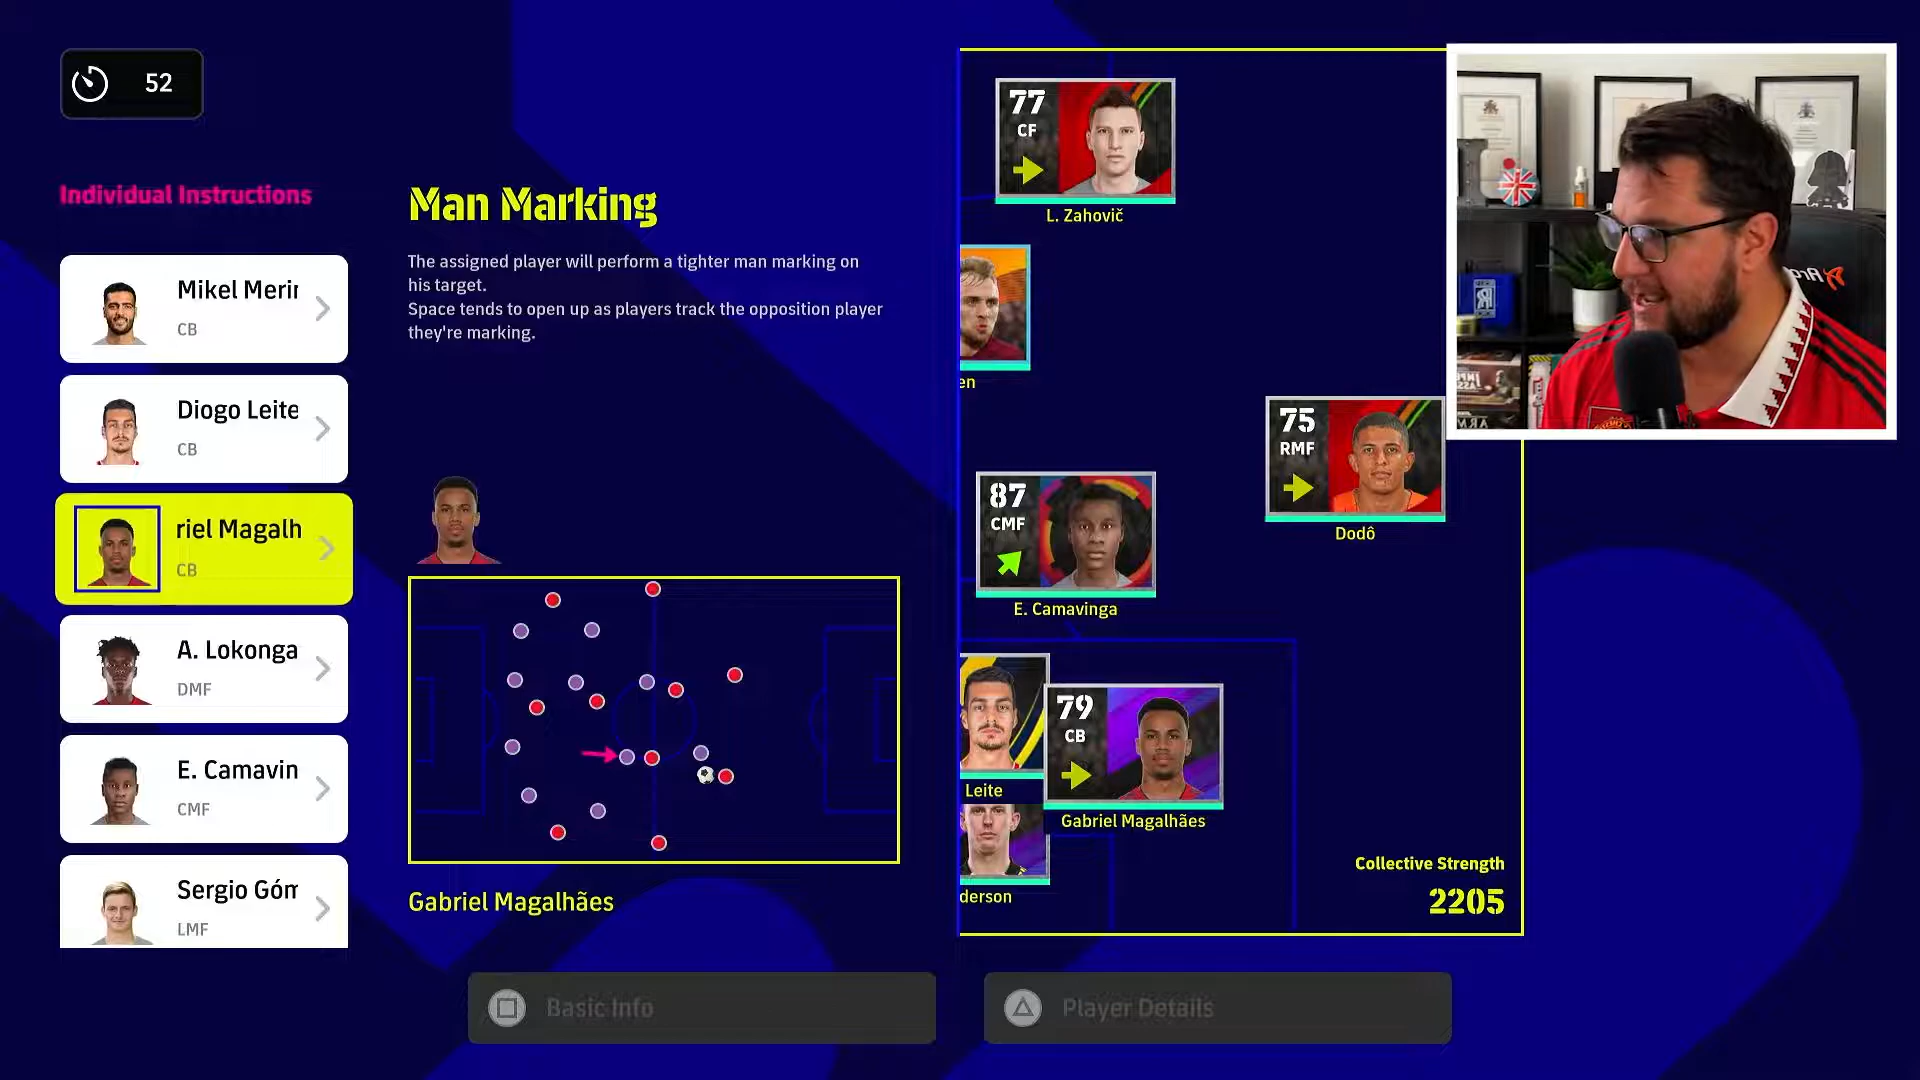 52
Individual Instructions
Mikel Merir
CB
Diogo Leite
CB
riel Magalh
CB
A. Lokonga
DMF
E. Camavin
CMF
Sergio Góm
LMF
Man Marking
The assigned player will perform a tighter man marking on
his target.
Space tends to open up as players track the opposition player
they're marking.
Gabriel Magalhães
77
CF
L. Zahovič
en
75
RMF
Dodô
87
CMF
E. Camavinga
Leite
79
CB
Gabriel Magalhães
derson
Collective Strength
2205
Basic Info
Player Details